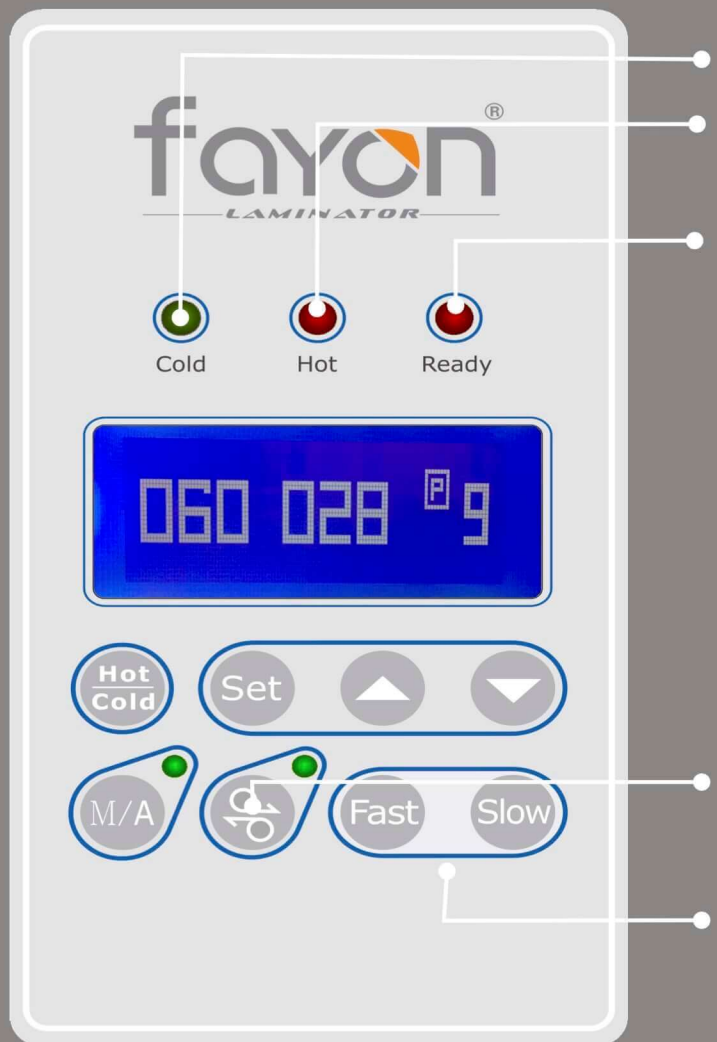 fayon®
LAMINATOR
Cold Hot Ready
060 028 P 9
Hot
Cold
Set
M/A
Fast Slow